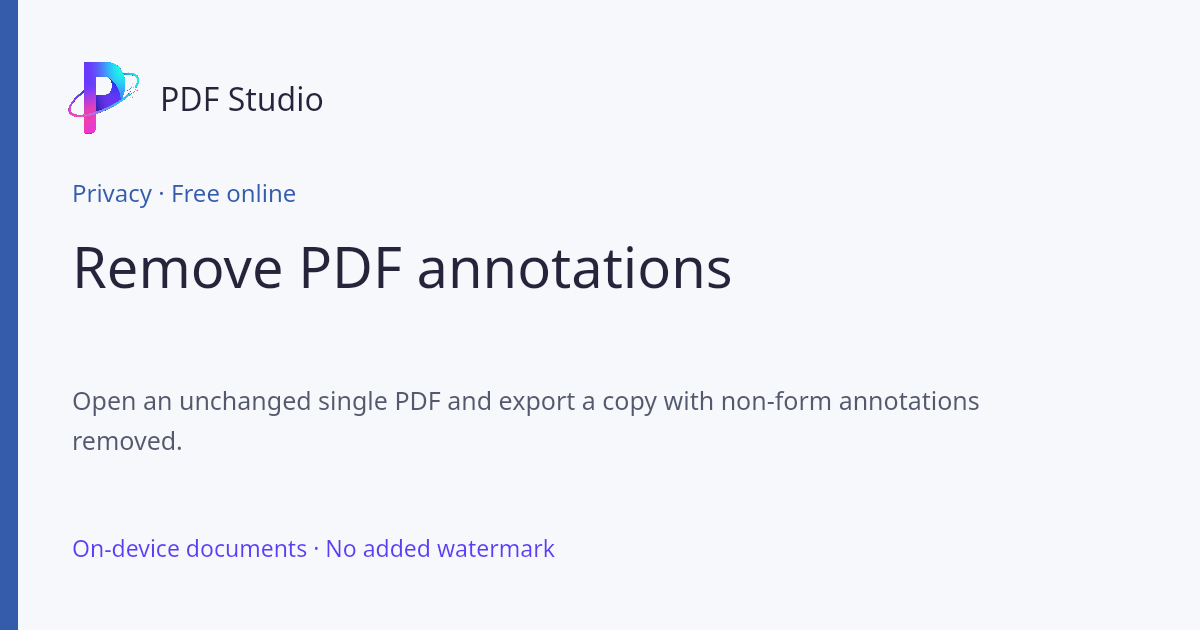 PDF Studio
Privacy · Free online
Remove PDF annotations
Open an unchanged single PDF and export a copy with non-form annotations
removed.
On-device documents · No added watermark